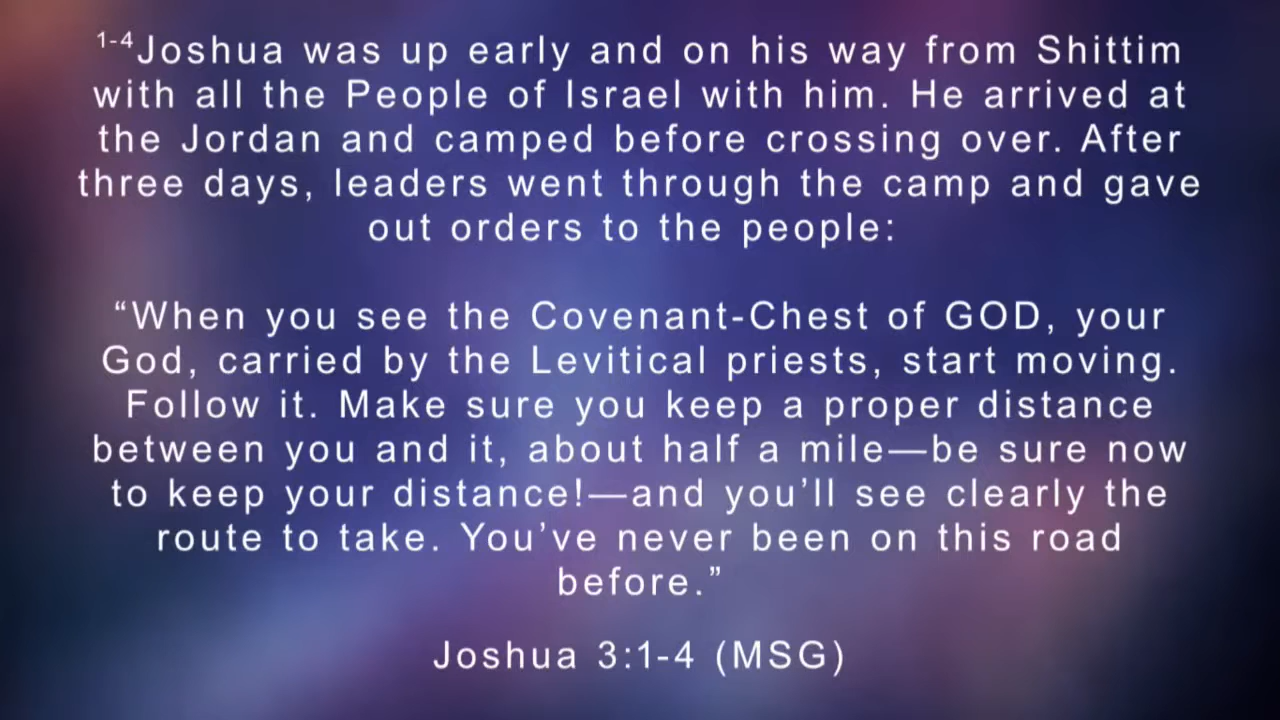 1-4Joshua was up early and on his way from Shittim
with all the People of Israel with him. He arrived at
the Jordan and camped before crossing over. After
three days, leaders went through the camp and gave
out orders to the people:
“When you see the Covenant-Chest of GOD, your
God, carried by the Levitical priests, start moving.
Follow it. Make sure you keep a proper distance
between you and it, about half a mile—be sure now
to keep your distance!—and you’ll see clearly the
route to take. You’ve never been on this road
before.”
Joshua 3:1-4 (MSG)